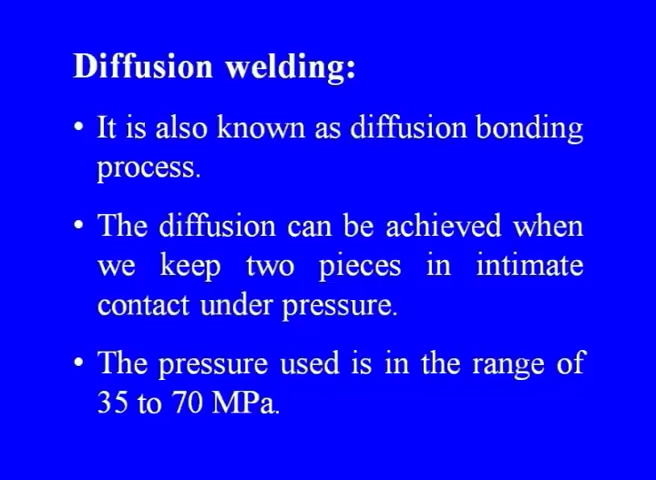 Diffusion welding:
• It is also known as diffusion bonding
process.
• The diffusion can be achieved when
we keep two pieces in intimate
contact under pressure.
• The pressure used is in the range of
35 to 70 MPa.